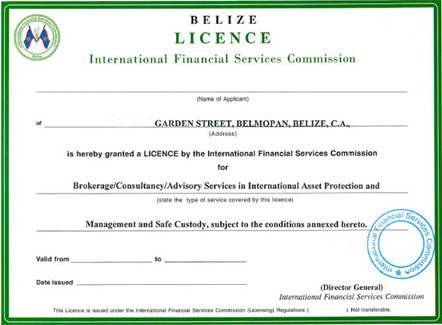 BELIZE
LICENCE
International Financial Services Commission
(Name of Applicant)
of GARDEN STREET, BELMOPAN, BELIZE, C.A.,
(Address)
is hereby granted a LICENCE by the International Financial Services Commission
for
Brokerage/Consultancy/Advisory Services in International Asset Protection and
(state the type of service covered by this licence)
Management and Safe Custody, subject to the conditions annexed hereto.
Valid from to
Date issued
(Director General)
International Financial Services Commission
This Licence is issued under the International Financial Services Commission (Licensing) Regulations [ ]. Not transferable.
International Financial Services Commission